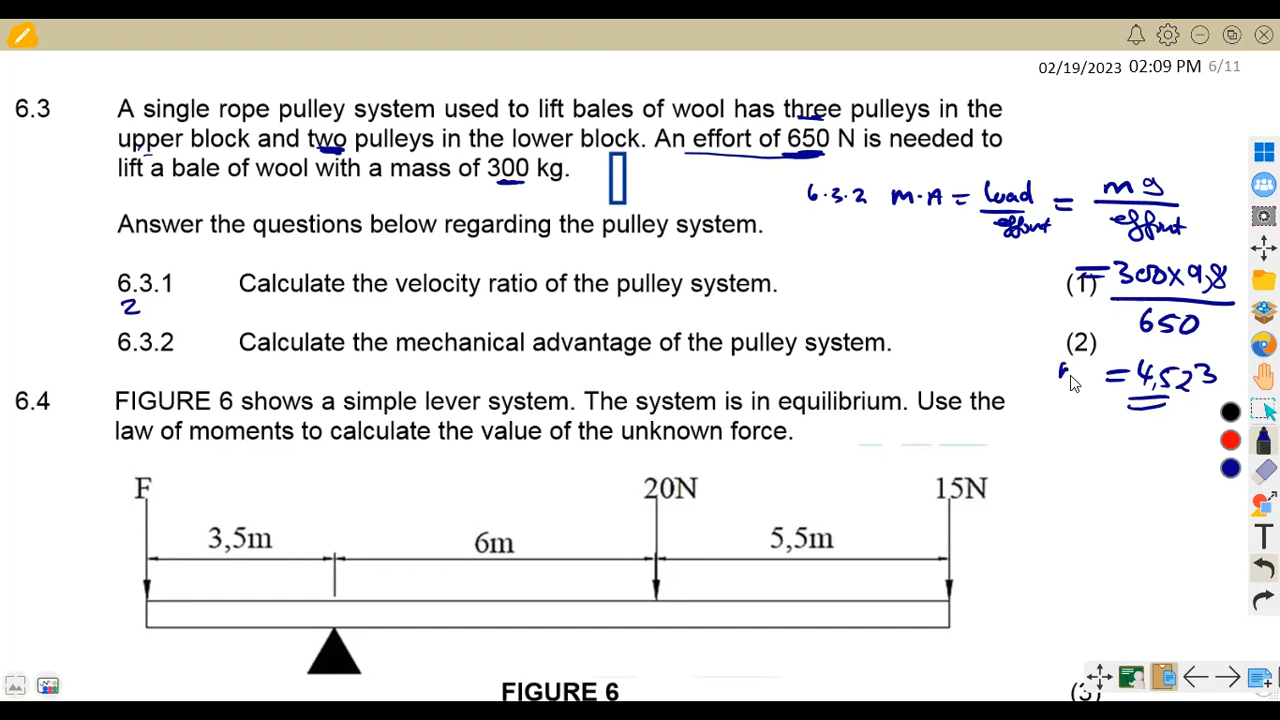 02/19/2023 02:09 PM 6/11
6.3 A single rope pulley system used to lift bales of wool has three pulleys in the
upper block and two pulleys in the lower block. An effort of 650 N is needed to
lift a bale of wool with a mass of 300 kg.
6.3.2 M.A = load/effort = mg/effort
Answer the questions below regarding the pulley system.
= 300×9,8
650
6.3.1 Calculate the velocity ratio of the pulley system. (1)
2
6.3.2 Calculate the mechanical advantage of the pulley system. (2)
= 4,523
6.4 FIGURE 6 shows a simple lever system. The system is in equilibrium. Use the
law of moments to calculate the value of the unknown force.
F 20N 15N
3,5m 6m 5,5m
FIGURE 6 (3)
T